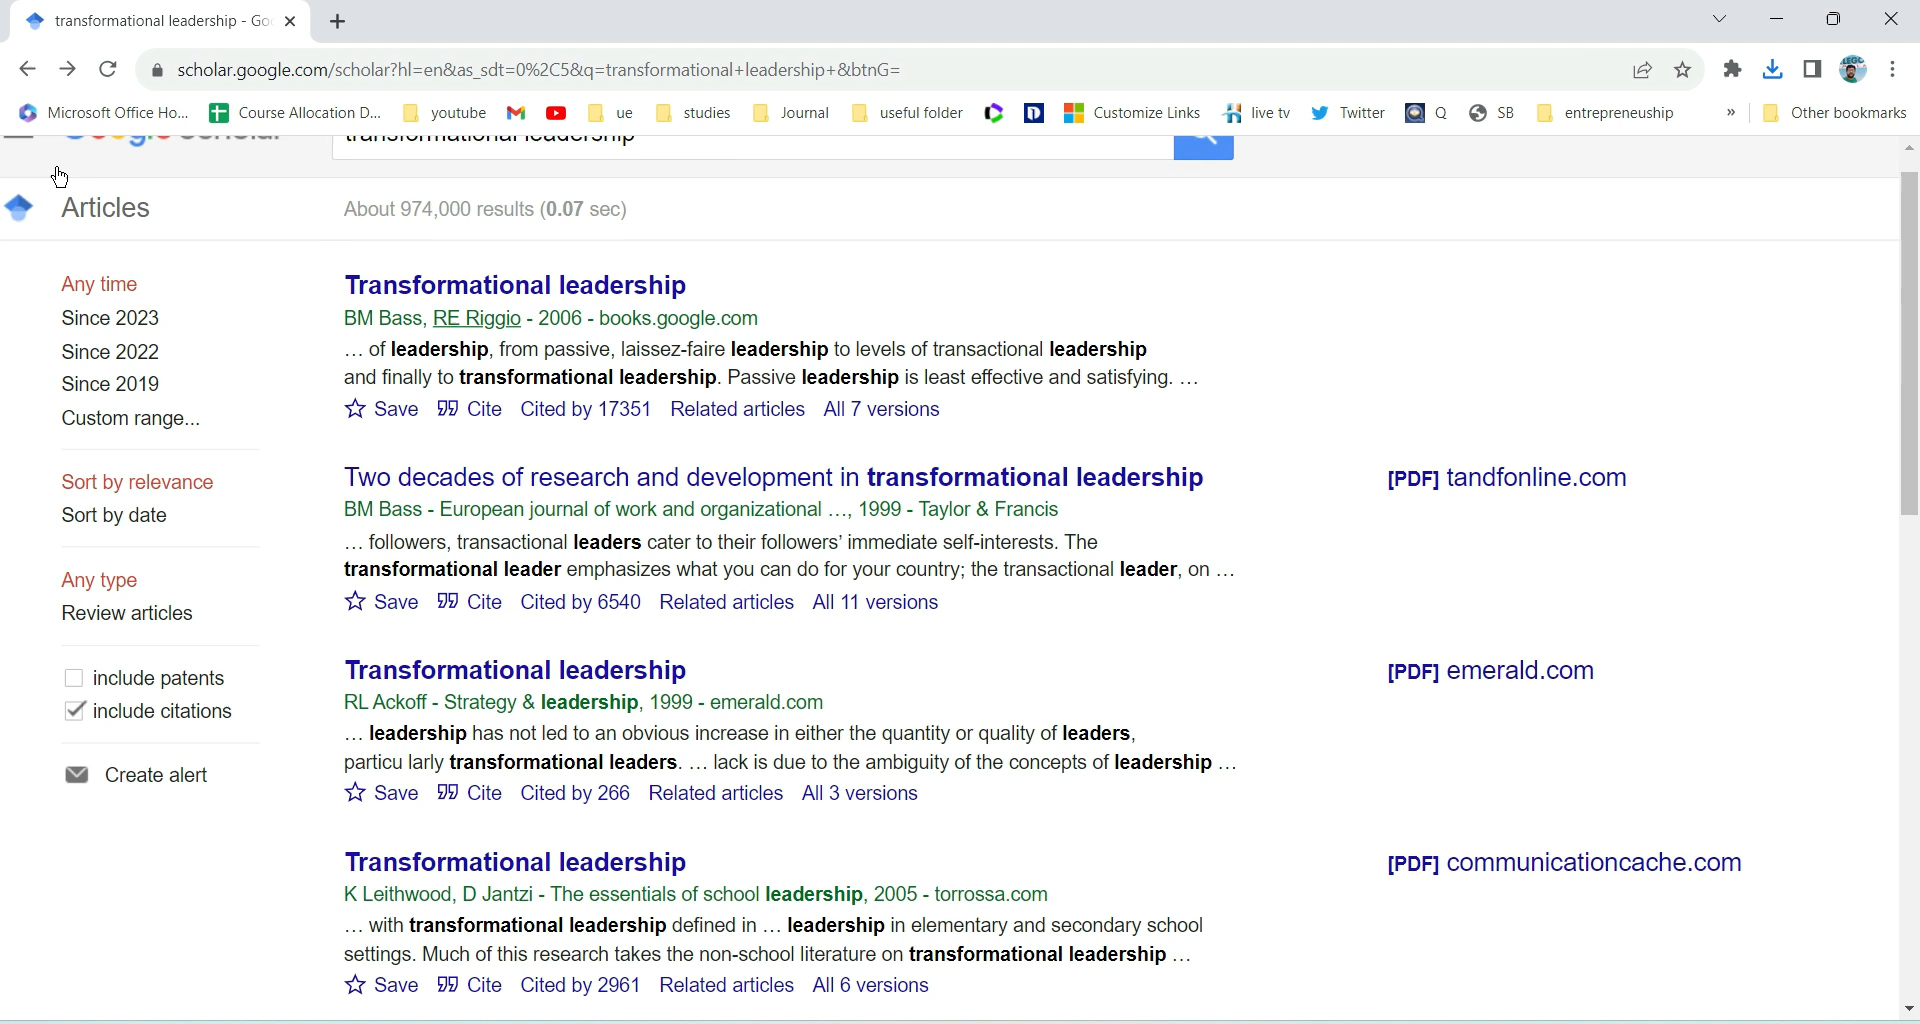 transformational leadership - Go
scholar.google.com/scholar?hl=en&as_sdt=0%2C5&q=transformational+leadership+&btnG=
Microsoft Office Ho... Course Allocation D... youtube ue studies Journal useful folder Customize Links live tv Twitter Q SB entrepreneuship » Other bookmarks
Google Scholar transformational leadership
Articles About 974,000 results (0.07 sec)
Any time
Since 2023
Since 2022
Since 2019
Custom range...
Sort by relevance
Sort by date
Any type
Review articles
include patents
include citations
Create alert
Transformational leadership
BM Bass, RE Riggio - 2006 - books.google.com
… of leadership, from passive, laissez-faire leadership to levels of transactional leadership
and finally to transformational leadership. Passive leadership is least effective and satisfying. …
Save Cite Cited by 17351 Related articles All 7 versions
Two decades of research and development in transformational leadership [PDF] tandfonline.com
BM Bass - European journal of work and organizational …, 1999 - Taylor & Francis
… followers, transactional leaders cater to their followers' immediate self-interests. The
transformational leader emphasizes what you can do for your country; the transactional leader, on …
Save Cite Cited by 6540 Related articles All 11 versions
Transformational leadership [PDF] emerald.com
RL Ackoff - Strategy & leadership, 1999 - emerald.com
… leadership has not led to an obvious increase in either the quantity or quality of leaders,
particu larly transformational leaders. … lack is due to the ambiguity of the concepts of leadership …
Save Cite Cited by 266 Related articles All 3 versions
Transformational leadership [PDF] communicationcache.com
K Leithwood, D Jantzi - The essentials of school leadership, 2005 - torrossa.com
… with transformational leadership defined in … leadership in elementary and secondary school
settings. Much of this research takes the non-school literature on transformational leadership …
Save Cite Cited by 2961 Related articles All 6 versions